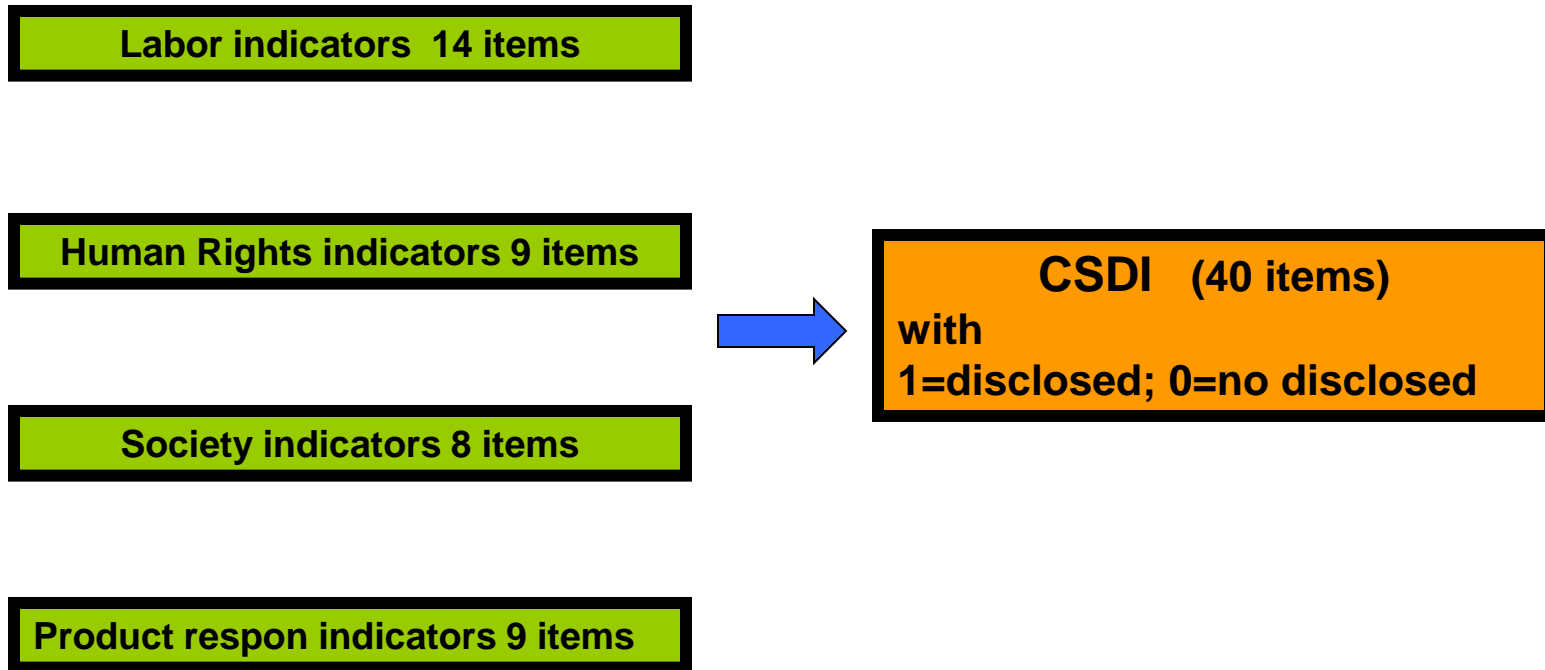 Labor indicators 14 items
Human Rights indicators 9 items
CSDI (40 items)
with
1=disclosed; 0=no disclosed
Society indicators 8 items
Product respon indicators 9 items